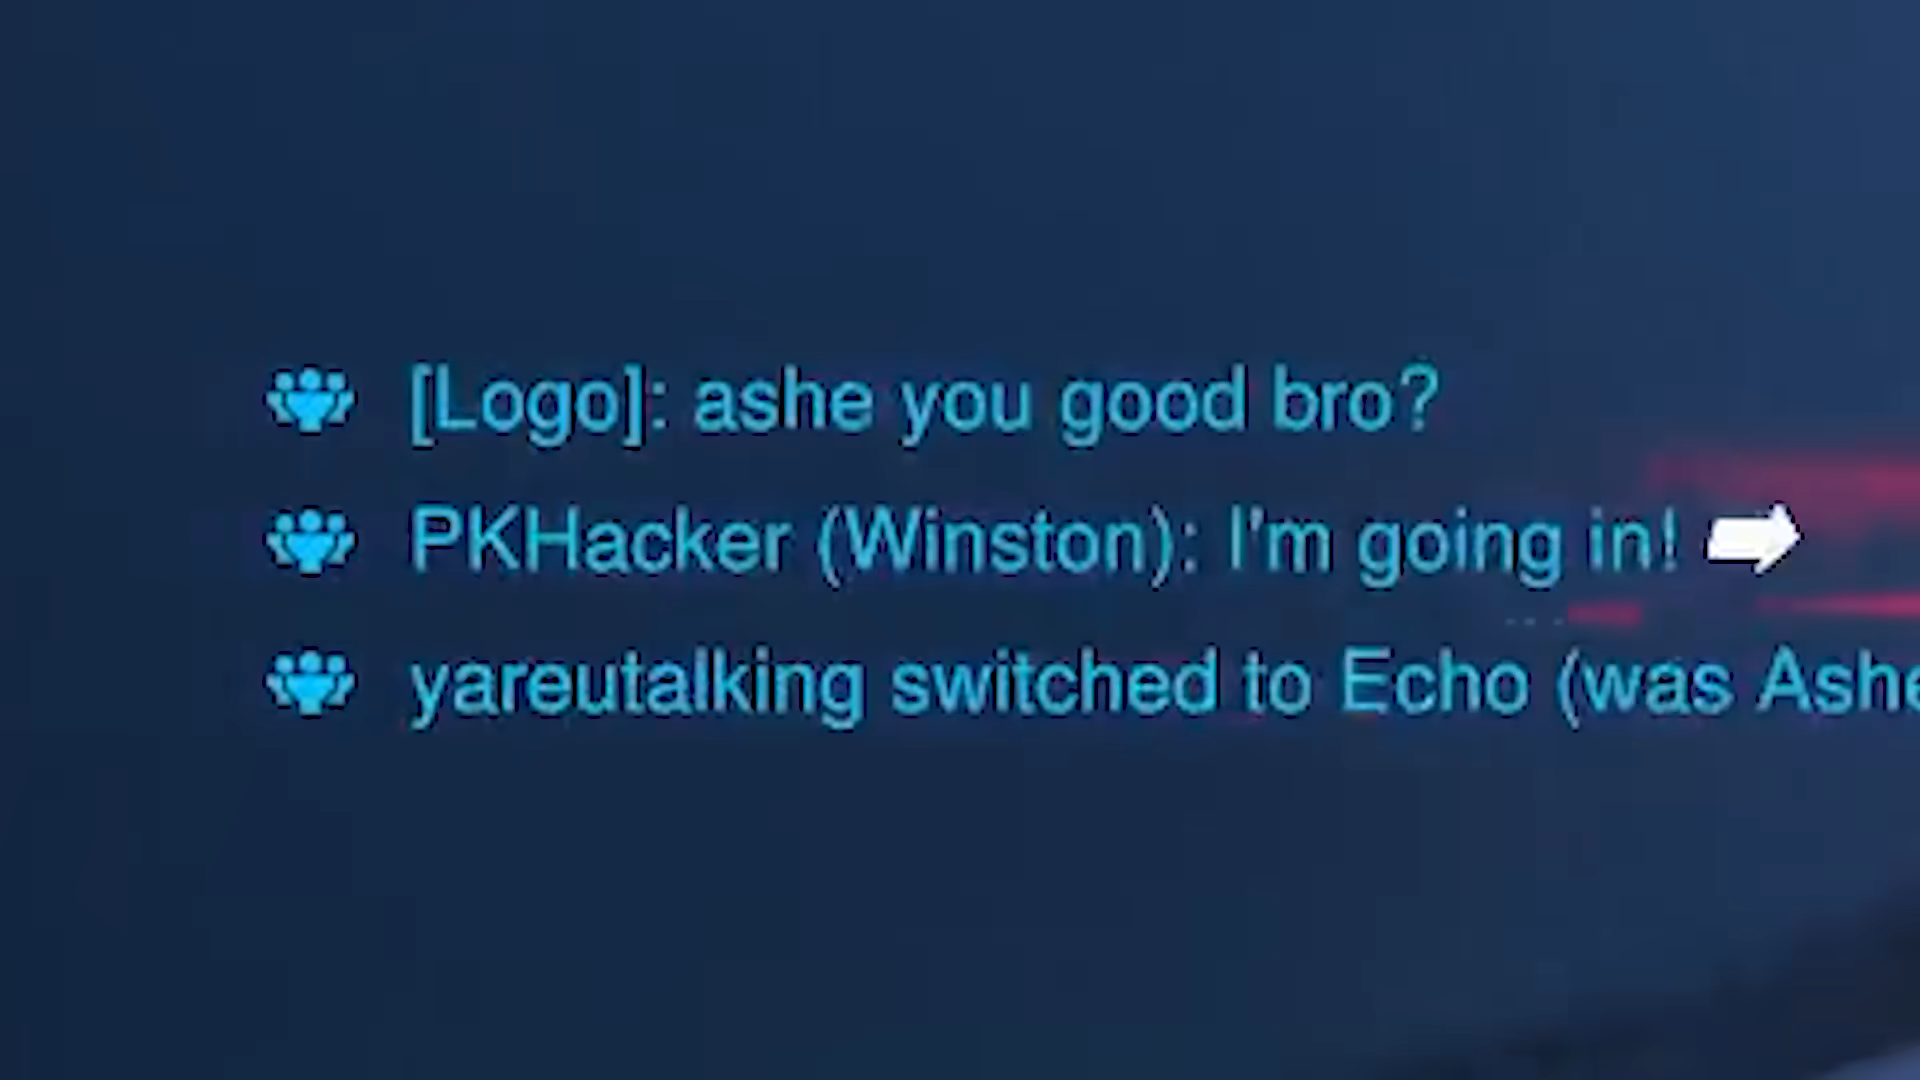 [Logo]: ashe you good bro?
PKHacker (Winston): I'm going in!
yareutalking switched to Echo (was Ashe